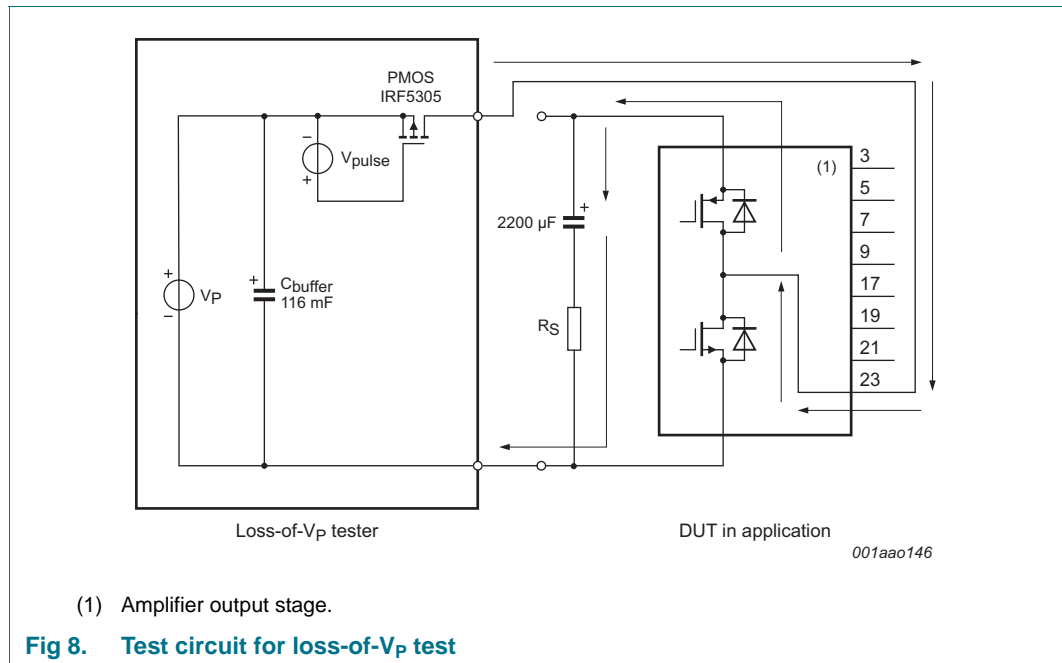 PMOS
IRF5305
−
Vpulse
+
+
VP
−
+
Cbuffer
116 mF
+
2200 μF
RS
(1)
3
5
7
9
17
19
21
23
Loss-of-VP tester
DUT in application
001aao146
(1) Amplifier output stage.
Fig 8. Test circuit for loss-of-VP test